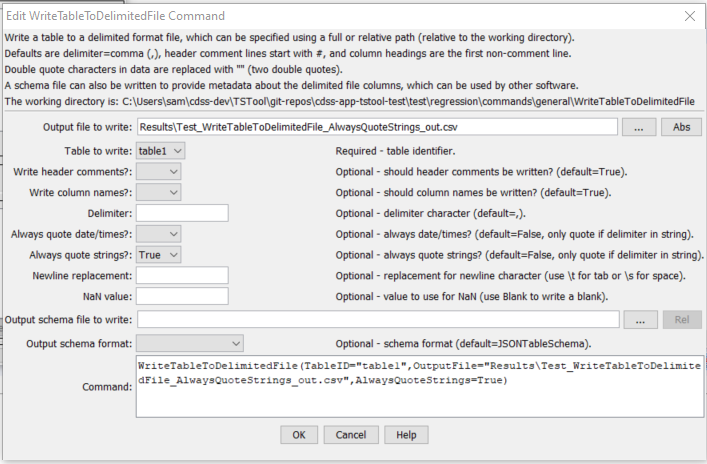 Edit WriteTableToDelimitedFile Command
Write a table to a delimited format file, which can be specified using a full or relative path (relative to the working directory).
Defaults are delimiter=comma (,), header comment lines start with #, and column headings are the first non-comment line.
Double quote characters in data are replaced with "" (two double quotes).
A schema file can also be written to provide metadata about the delimited file columns, which can be used by other software.
The working directory is: C:\Users\sam\cdss-dev\TSTool\git-repos\cdss-app-tstool-test\test\regression\commands\general\WriteTableToDelimitedFile
Output file to write: Results\Test_WriteTableToDelimitedFile_AlwaysQuoteStrings_out.csv ... Abs
Table to write: table1 Required - table identifier.
Write header comments?: Optional - should header comments be written? (default=True).
Write column names?: Optional - should column names be written? (default=True).
Delimiter: Optional - delimiter character (default=,).
Always quote date/times?: Optional - always date/times? (default=False, only quote if delimiter in string).
Always quote strings?: True Optional - always quote strings? (default=False, only quote if delimiter in string).
Newline replacement: Optional - replacement for newline character (use \t for tab or \s for space).
NaN value: Optional - value to use for NaN (use Blank to write a blank).
Output schema file to write: ... Rel
Output schema format: Optional - schema format (default=JSONTableSchema).
Command: WriteTableToDelimitedFile(TableID="table1",OutputFile="Results\Test_WriteTableToDelimite
dFile_AlwaysQuoteStrings_out.csv",AlwaysQuoteStrings=True)
OK Cancel Help